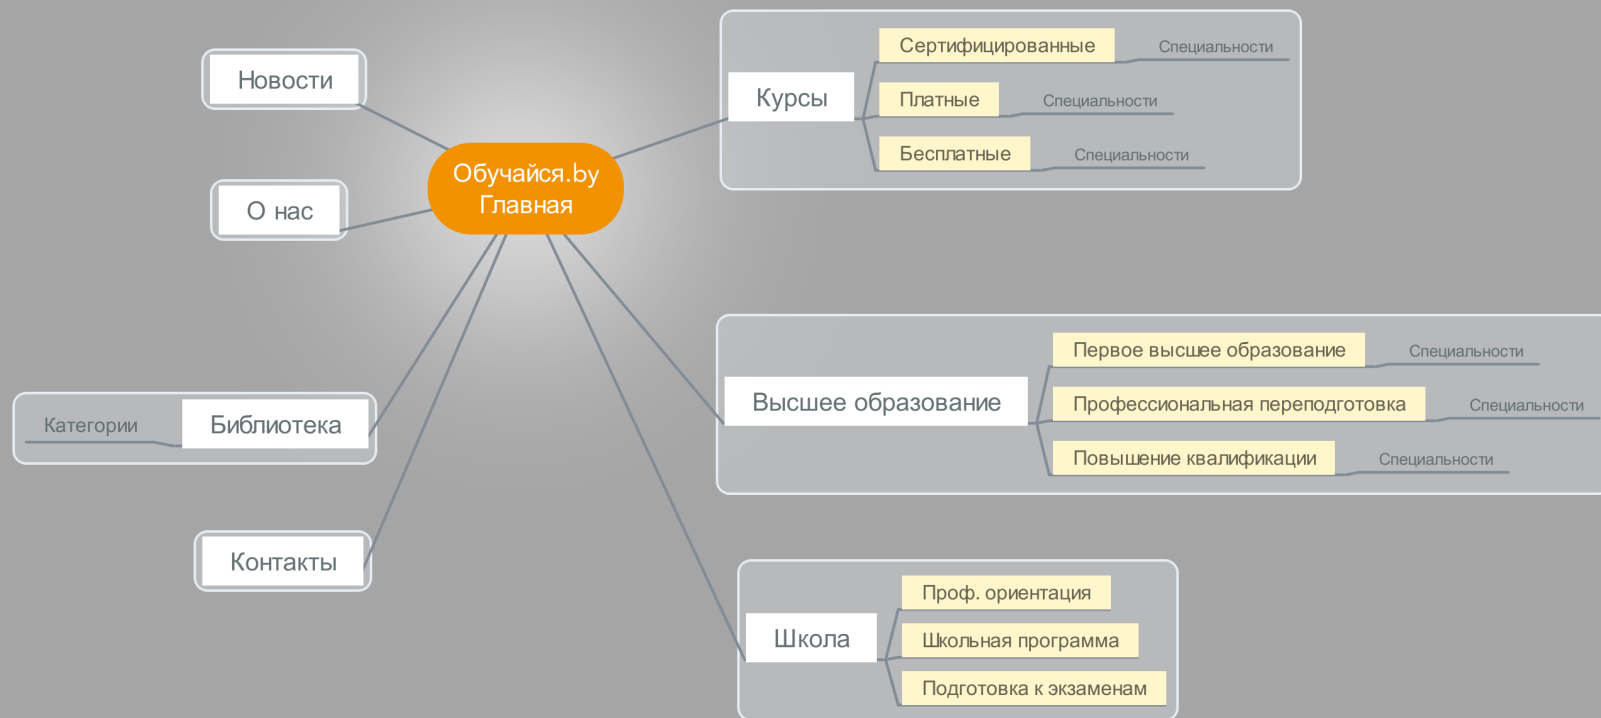 Обучайся.by
Главная
Новости
О нас
Библиотека
Категории
Контакты
Курсы
Сертифицированные
Специальности
Платные
Специальности
Бесплатные
Специальности
Высшее образование
Первое высшее образование
Специальности
Профессиональная переподготовка
Специальности
Повышение квалификации
Специальности
Школа
Проф. ориентация
Школьная программа
Подготовка к экзаменам